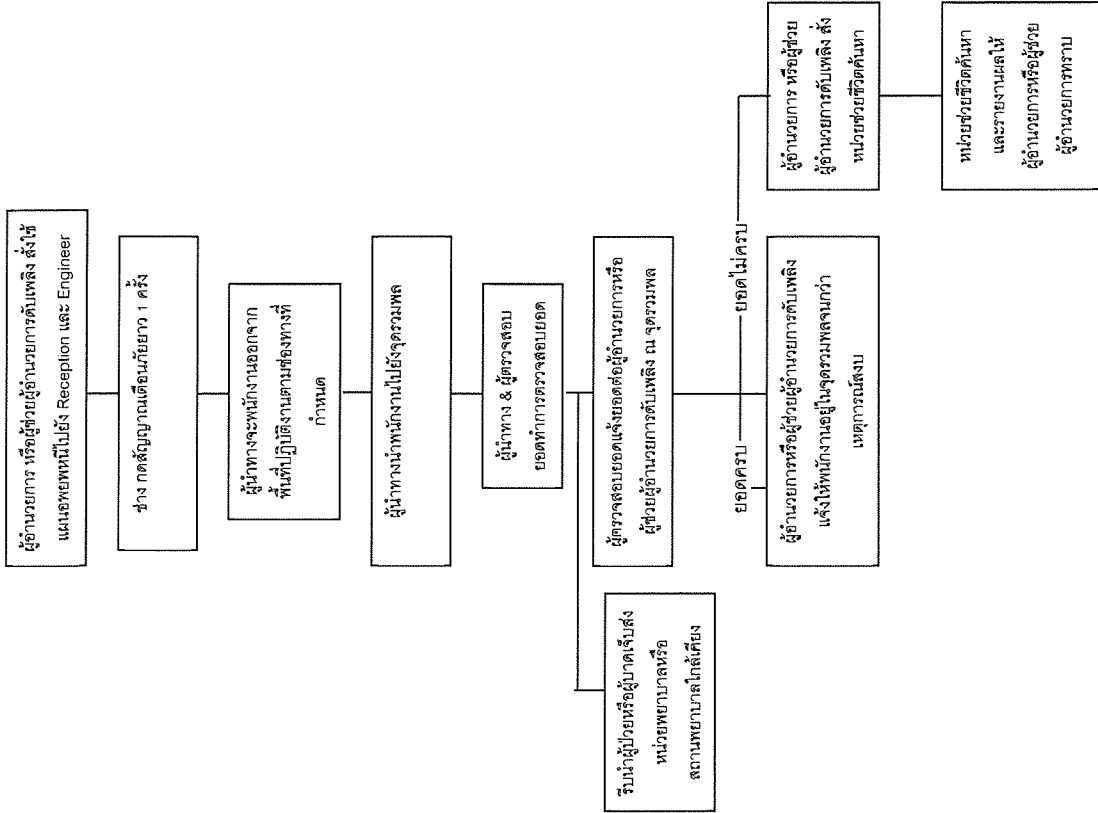 ผู้อำนวยการ หรือผู้ช่วยผู้อำนวยการดับเพลิง สั่งใช้
แผนอพยพหนีไปยัง Reception และ Engineer
ช่าง กดสัญญาณเตือนภัยยาว 1 ครั้ง
ผู้นำทางจะพนักงานออกจาก
พื้นที่ปฏิบัติงานตามช่องทางที่
กำหนด
ผู้นำทางนำพนักงานไปยังจุดรวมพล
ผู้นำทาง & ผู้ตรวจสอบ
ยอดทำการตรวจสอบยอด
รีบนำผู้ป่วยหรือผู้บาดเจ็บส่ง
หน่วยพยาบาลหรือ
สถานพยาบาลใกล้เคียง
ผู้ตรวจสอบยอดแจ้งยอดต่อผู้อำนวยการหรือ
ผู้ช่วยผู้อำนวยการดับเพลิง ณ จุดรวมพล
ยอดครบ
ยอดไม่ครบ
ผู้อำนวยการหรือผู้ช่วยผู้อำนวยการดับเพลิง
แจ้งให้พนักงานอยู่ในจุดรวมพลจนกว่า
เหตุการณ์สงบ
ผู้อำนวยการ หรือผู้ช่วย
ผู้อำนวยการดับเพลิง สั่ง
หน่วยช่วยชีวิตค้นหา
หน่วยช่วยชีวิตค้นหา
และรายงานผลให้
ผู้อำนวยการหรือผู้ช่วย
ผู้อำนวยการทราบ